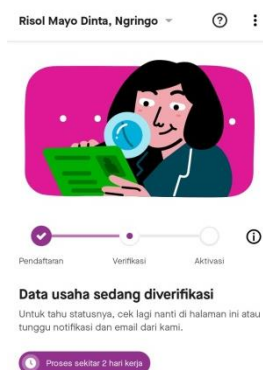 Risol Mayo Dinta, Ngringo
Pendaftaran Verifikasi Aktivasi
Data usaha sedang diverifikasi
Untuk tahu statusnya, cek lagi nanti di halaman ini atau
tunggu notifikasi dan email dari kami.
Proses sekitar 2 hari kerja